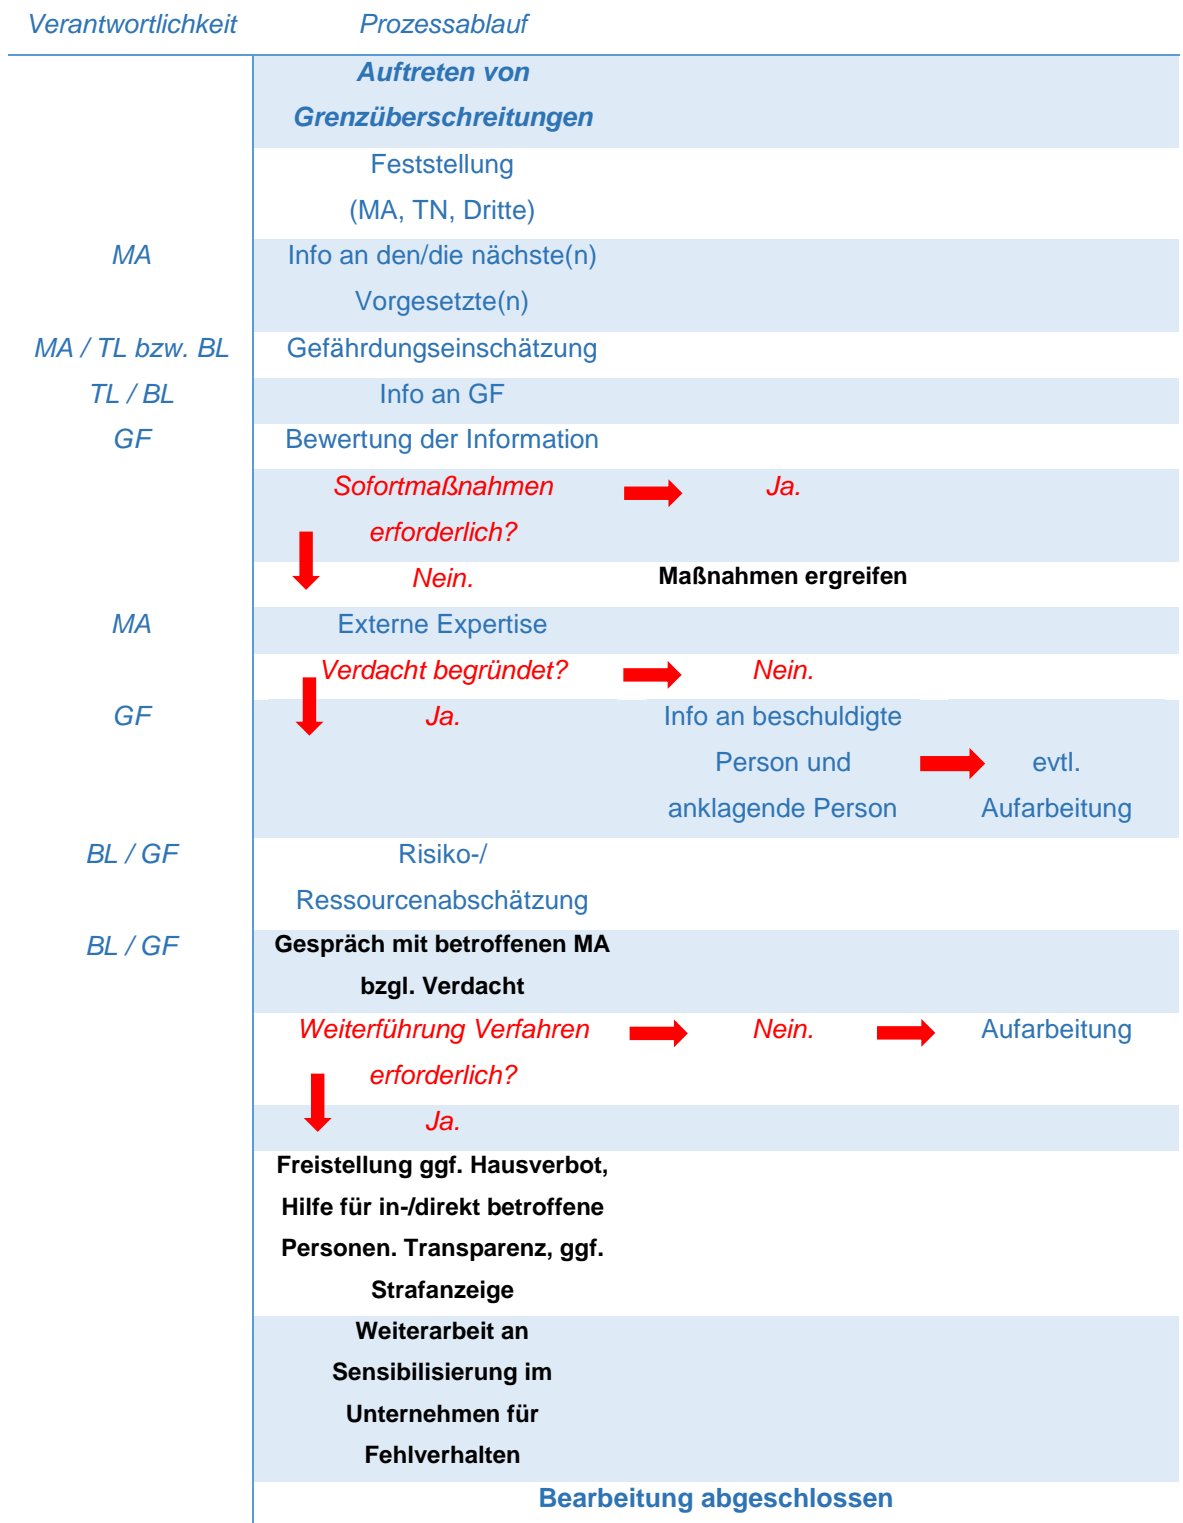 Verantwortlichkeit Prozessablauf
Auftreten von
Grenzüberschreitungen
Feststellung
(MA, TN, Dritte)
MA Info an den/die nächste(n)
Vorgesetzte(n)
MA / TL bzw. BL Gefährdungseinschätzung
TL / BL Info an GF
GF Bewertung der Information
Sofortmaßnahmen Ja.
erforderlich?
Nein. Maßnahmen ergreifen
MA Externe Expertise
Verdacht begründet? Nein.
GF Ja. Info an beschuldigte
Person und evtl.
anklagende Person Aufarbeitung
BL / GF Risiko-/
Ressourcenabschätzung
BL / GF Gespräch mit betroffenen MA
bzgl. Verdacht
Weiterführung Verfahren Nein. Aufarbeitung
erforderlich?
Ja.
Freistellung ggf. Hausverbot,
Hilfe für in-/direkt betroffene
Personen. Transparenz, ggf.
Strafanzeige
Weiterarbeit an
Sensibilisierung im
Unternehmen für
Fehlverhalten
Bearbeitung abgeschlossen